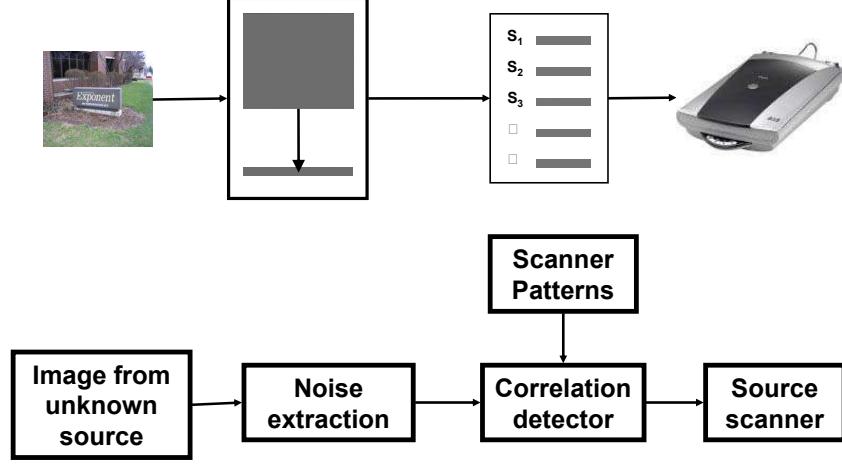 Exponent
S1
S2
S3
Scanner
Patterns
Image from
unknown
source
Noise
extraction
Correlation
detector
Source
scanner